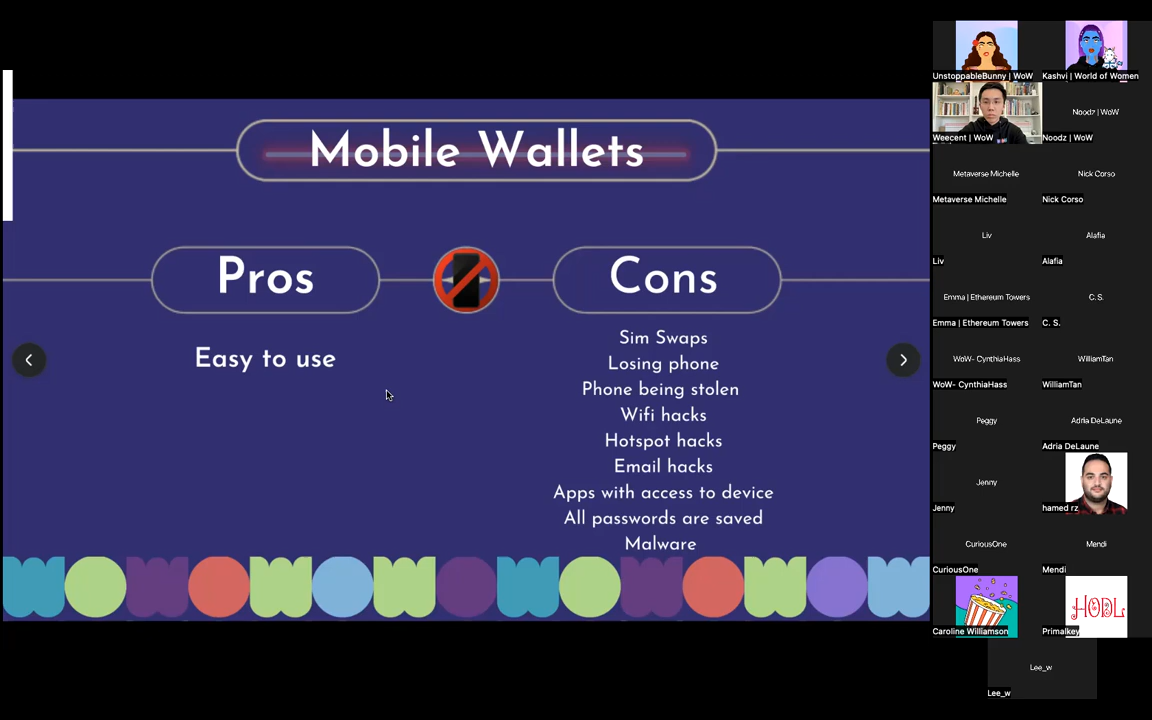 Mobile Wallets
Pros
Cons
Easy to use
Sim Swaps
Losing phone
Phone being stolen
Wifi hacks
Hotspot hacks
Email hacks
Apps with access to device
All passwords are saved
Malware
UnstoppableBunny | WoW
Kashvi | World of Women
Weecent | WoW
Noodz | WoW
Noodz | WoW
Metaverse Michelle
Metaverse Michelle
Nick Corso
Nick Corso
Liv
Liv
Alafia
Alafia
Emma | Ethereum Towers
Emma | Ethereum Towers
C. S.
C. S.
WoW- CynthiaHass
WoW- CynthiaHass
WilliamTan
WilliamTan
Peggy
Peggy
Adria DeLaune
Adria DeLaune
Jenny
Jenny
hamed rz
CuriousOne
CuriousOne
Mendi
Mendi
Caroline Williamson
HODL
Primalkey
Lee_w
Lee_w